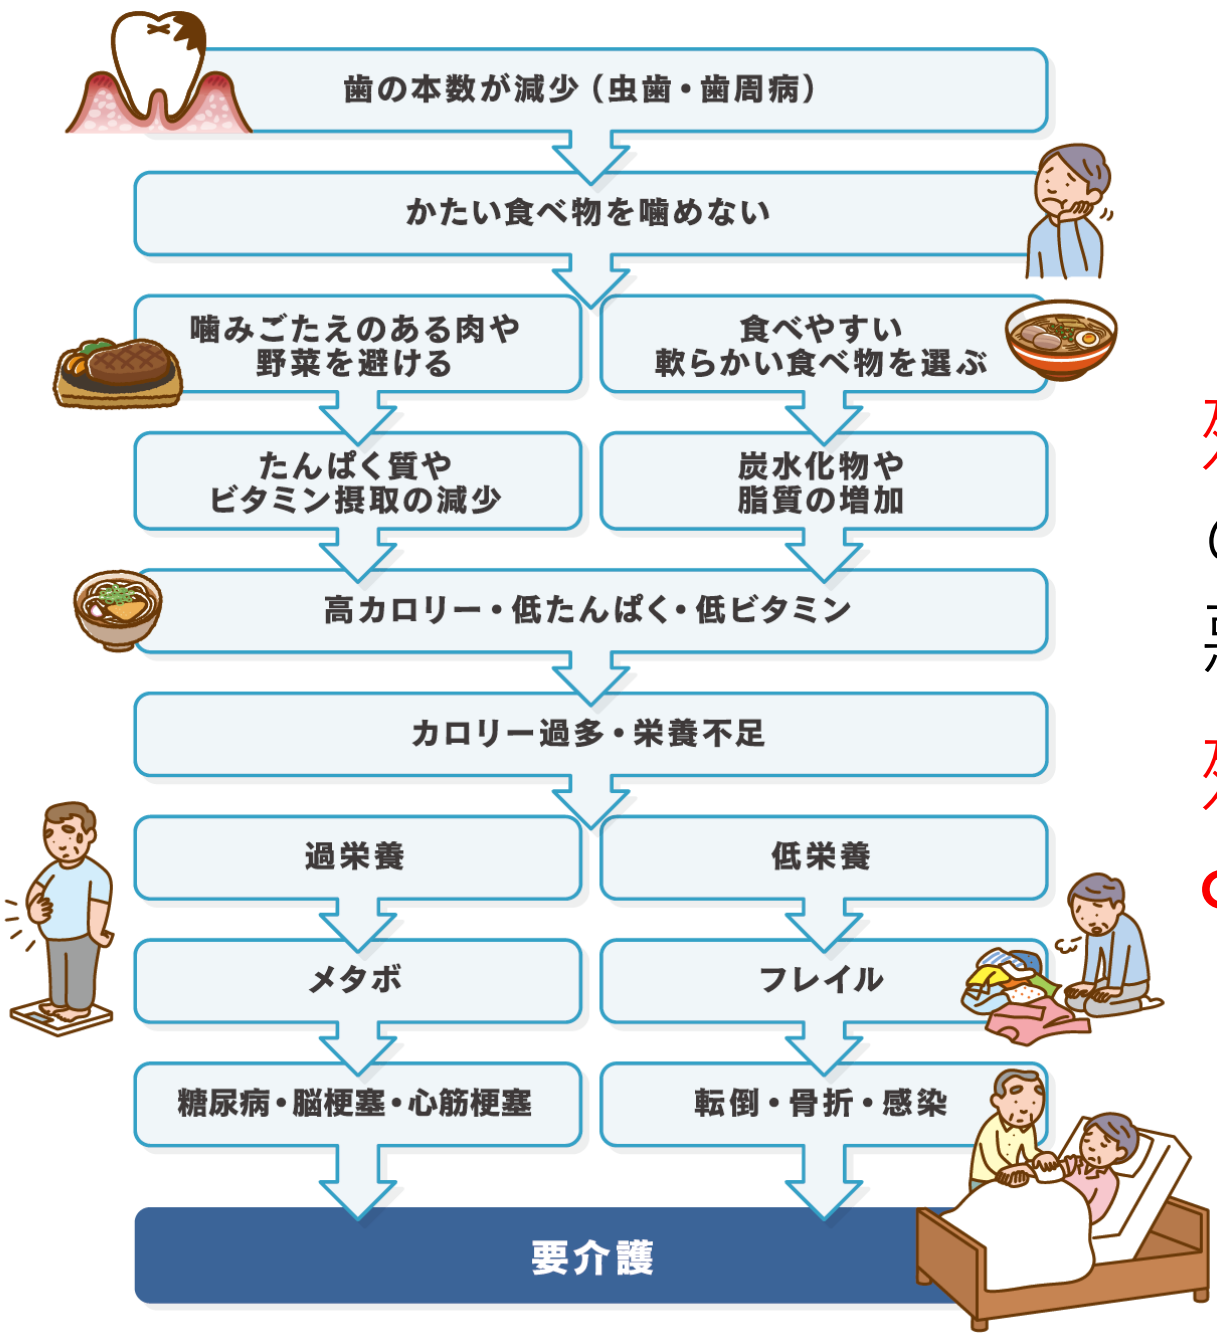 歯の本数が減少（虫歯・歯周病）
かたい食べ物を噛めない
噛みごたえのある肉や
野菜を避ける
食べやすい
軟らかい食べ物を選ぶ
たんぱく質や
ビタミン摂取の減少
炭水化物や
脂質の増加
高カロリー・低たんぱく・低ビタミン
カロリー過多・栄養不足
過栄養
低栄養
メタボ
フレイル
糖尿病・脳梗塞・心筋梗塞
転倒・骨折・感染
要介護